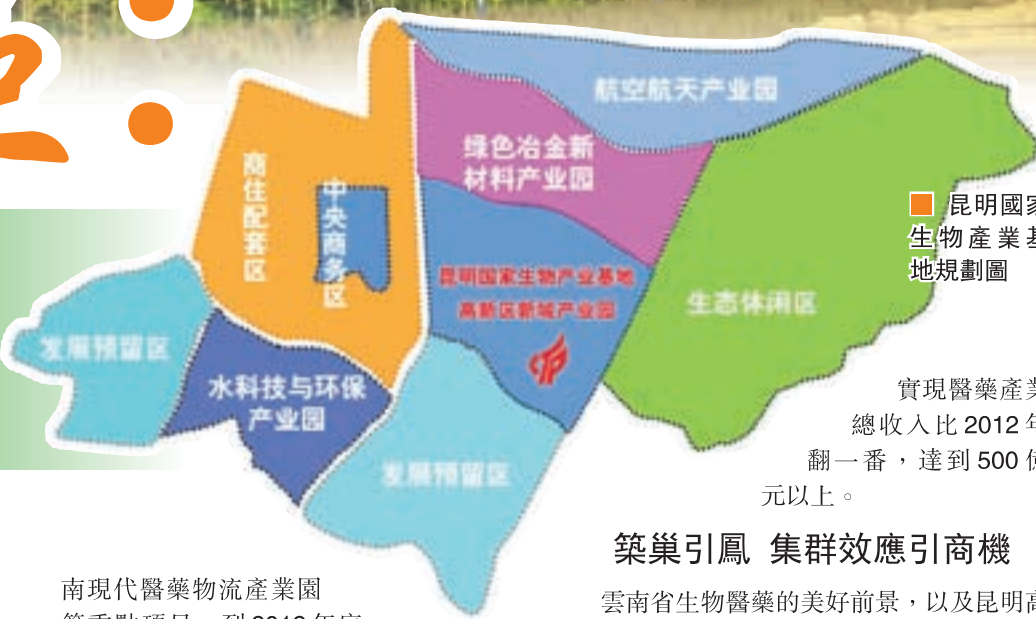 航空航天产业园
绿色冶金新
材料产业园
商住配套区
中央商务区
昆明国家生物产业基地
高新区新城产业园
生态休闲区
发展预留区
水科技与环保
产业园
发展预留区
昆明國家
生物產業基
地規劃圖
實現醫藥產業
總收入比 2012 年
翻一番，達到 500 億
元以上。
築巢引鳳 集群效應引商機
雲南省生物醫藥的美好前景，以及昆明高
南現代醫藥物流產業園